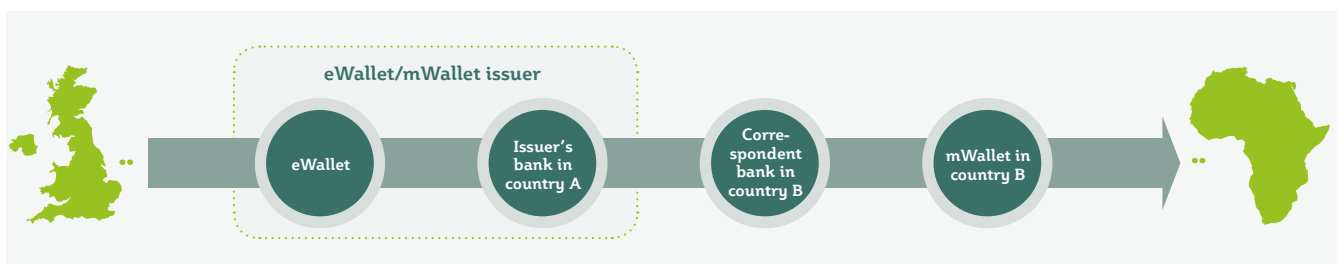 eWallet/mWallet issuer
eWallet
Issuer's
bank in
country A
Corre-
spondent
bank in
country B
mWallet in
country B